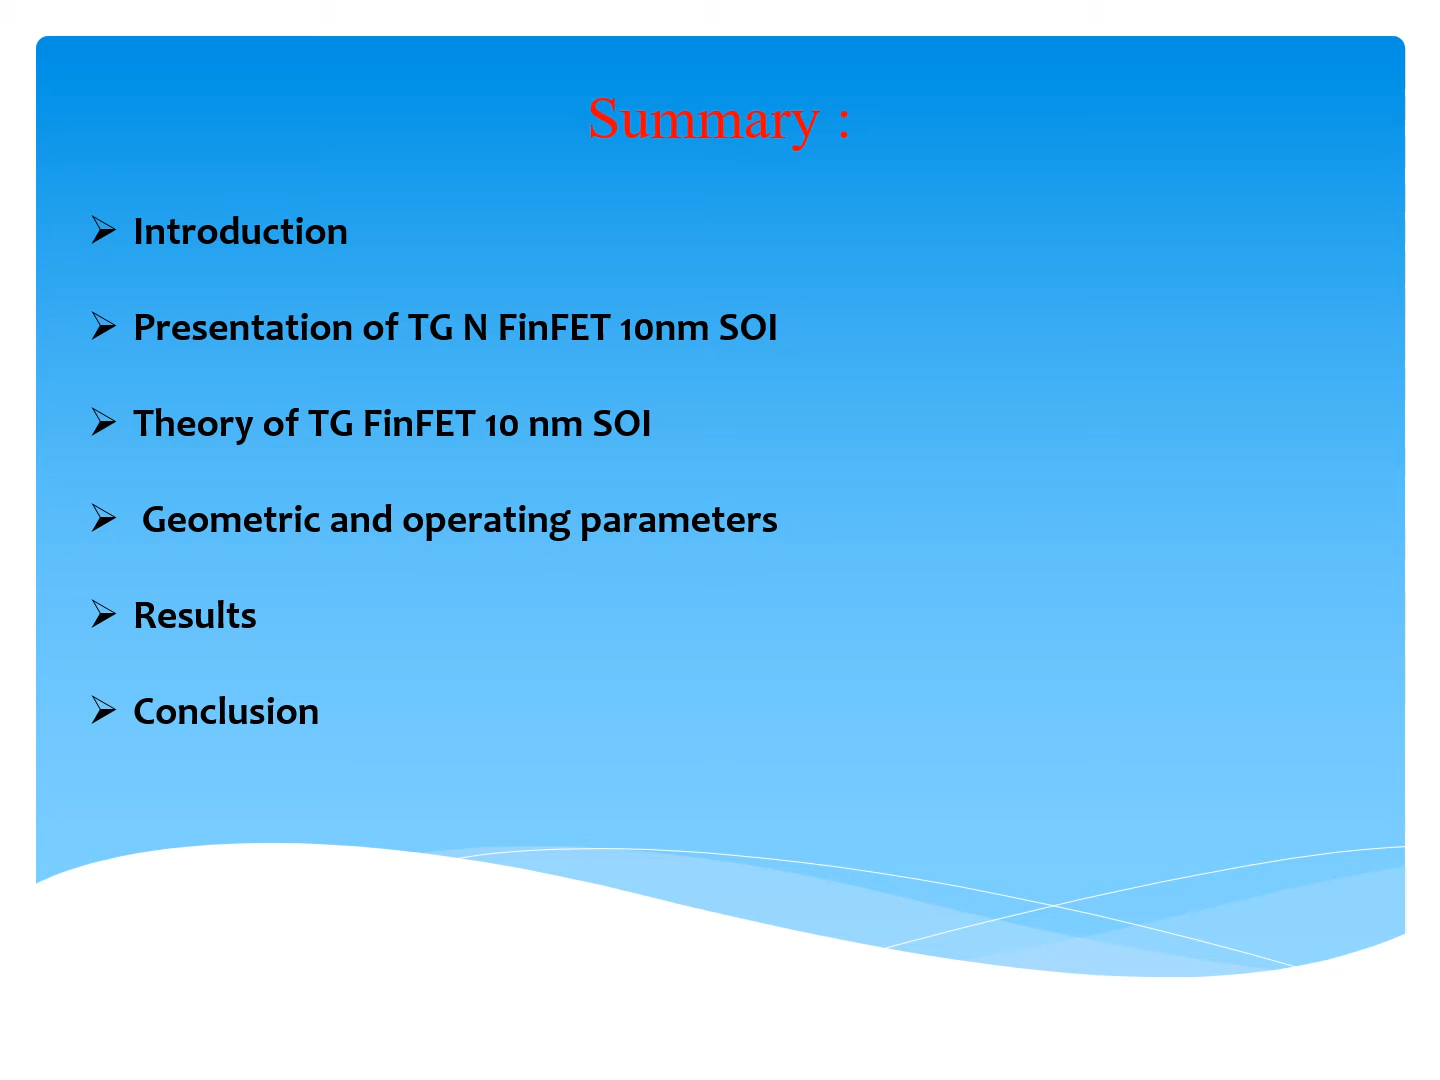 Summary :
➢ Introduction
➢ Presentation of TG N FinFET 10nm SOI
➢ Theory of TG FinFET 10 nm SOI
➢ Geometric and operating parameters
➢ Results
➢ Conclusion